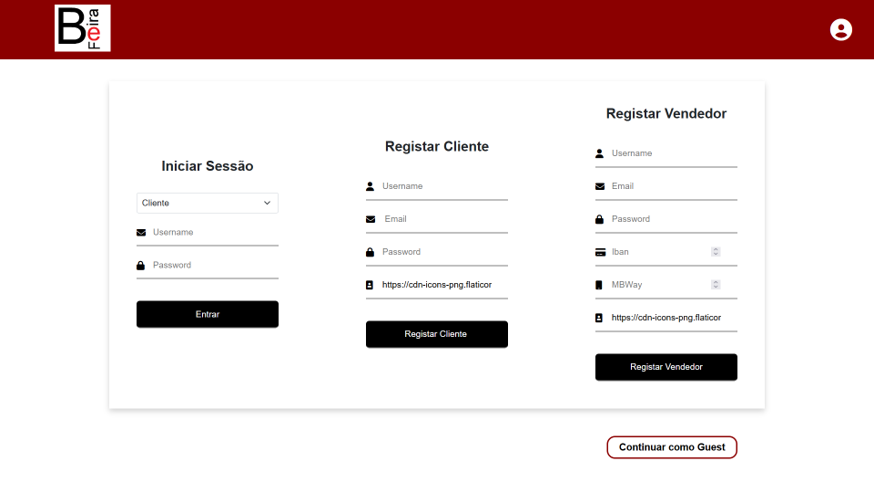 B
eira
Feira
Iniciar Sessão
Cliente
Username
Password
Entrar
Registar Cliente
Username
Email
Password
https://cdn-icons-png.flaticor
Registar Cliente
Registar Vendedor
Username
Email
Password
Iban
MBWay
https://cdn-icons-png.flaticor
Registar Vendedor
Continuar como Guest